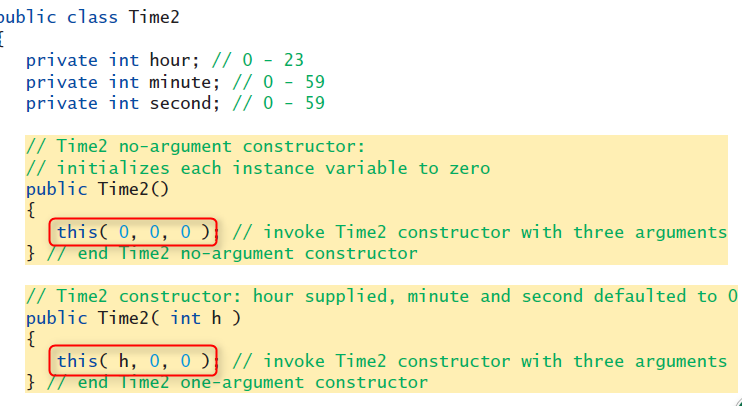 public class Time2
{
private int hour; // 0 - 23
private int minute; // 0 - 59
private int second; // 0 - 59
// Time2 no-argument constructor:
// initializes each instance variable to zero
public Time2()
{
this( 0, 0, 0 ); // invoke Time2 constructor with three arguments
} // end Time2 no-argument constructor
// Time2 constructor: hour supplied, minute and second defaulted to 0
public Time2( int h )
{
this( h, 0, 0 ); // invoke Time2 constructor with three arguments
} // end Time2 one-argument constructor